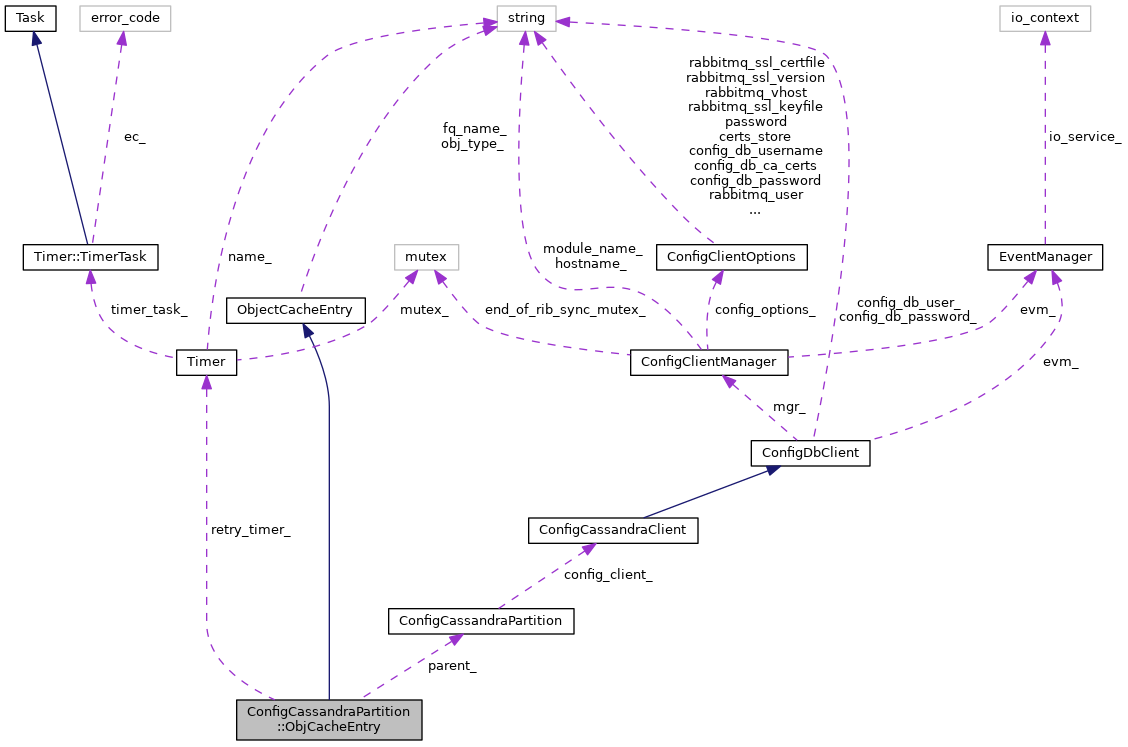 Task
error_code
string
io_context
rabbitmq_ssl_certfile
rabbitmq_ssl_version
rabbitmq_vhost
rabbitmq_ssl_keyfile
password
certs_store
config_db_username
config_db_ca_certs
config_db_password
rabbitmq_user
...
ec_
fq_name_
obj_type_
io_service_
Timer::TimerTask
name_
mutex
module_name_
hostname_
ConfigClientOptions
EventManager
timer_task_
ObjectCacheEntry
mutex_
end_of_rib_sync_mutex_
config_options_
config_db_user_
config_db_password_
evm_
Timer
ConfigClientManager
evm_
mgr_
ConfigDbClient
retry_timer_
ConfigCassandraClient
config_client_
ConfigCassandraPartition
parent_
ConfigCassandraPartition
::ObjCacheEntry